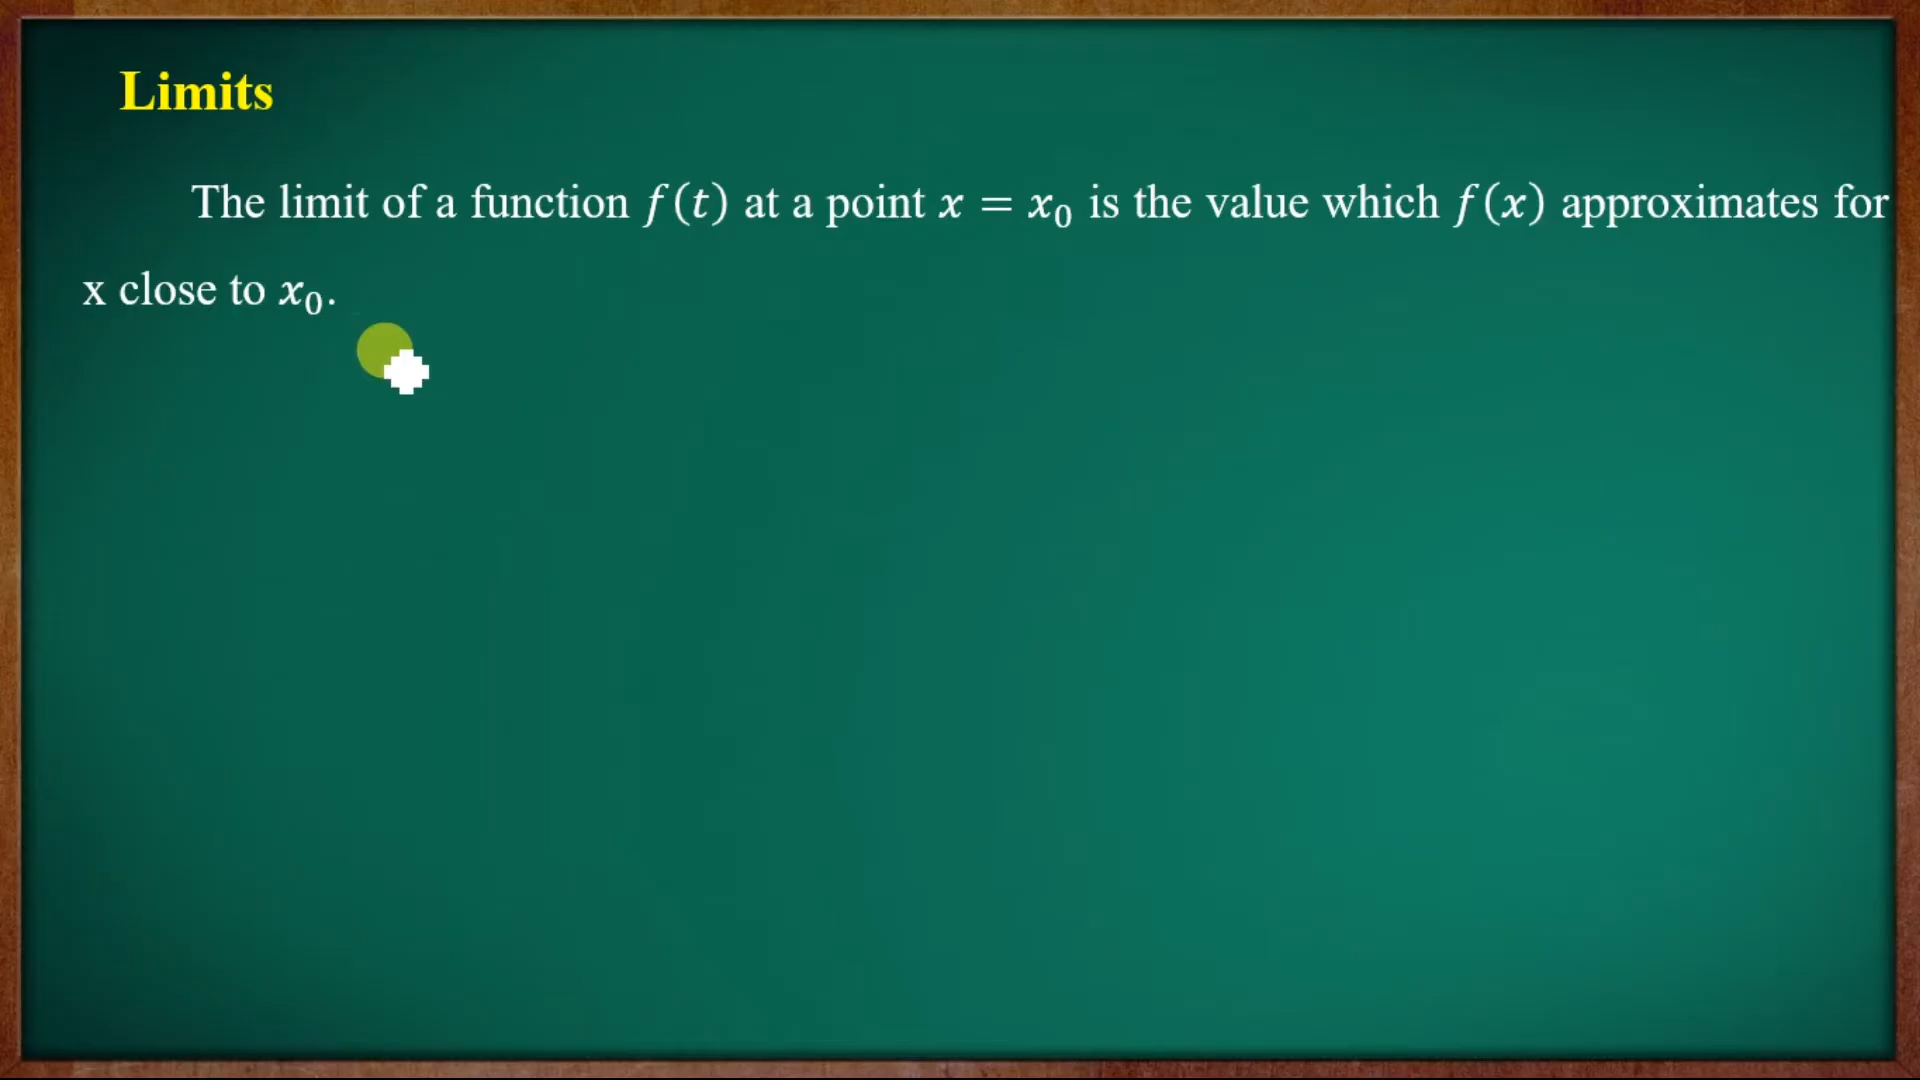 Limits
The limit of a function f(t) at a point x = x₀ is the value which f(x) approximates for
x close to x₀.